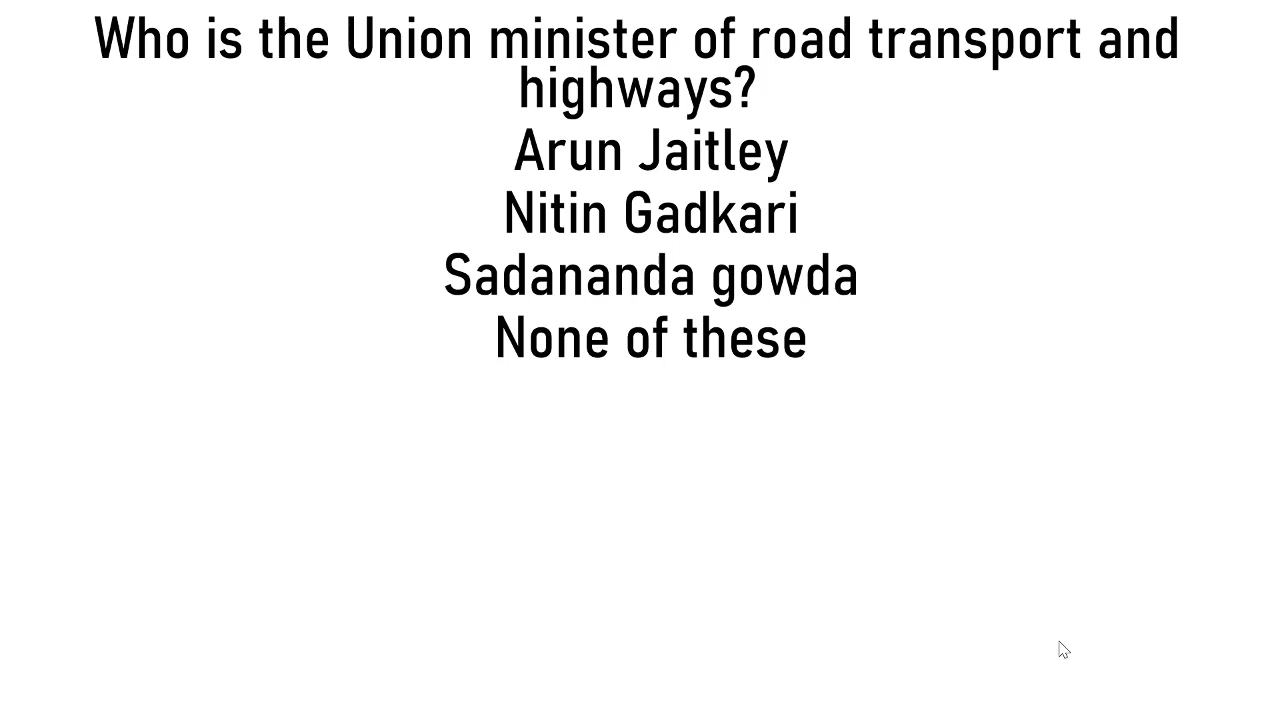 Who is the Union minister of road transport and
highways?
Arun Jaitley
Nitin Gadkari
Sadananda gowda
None of these